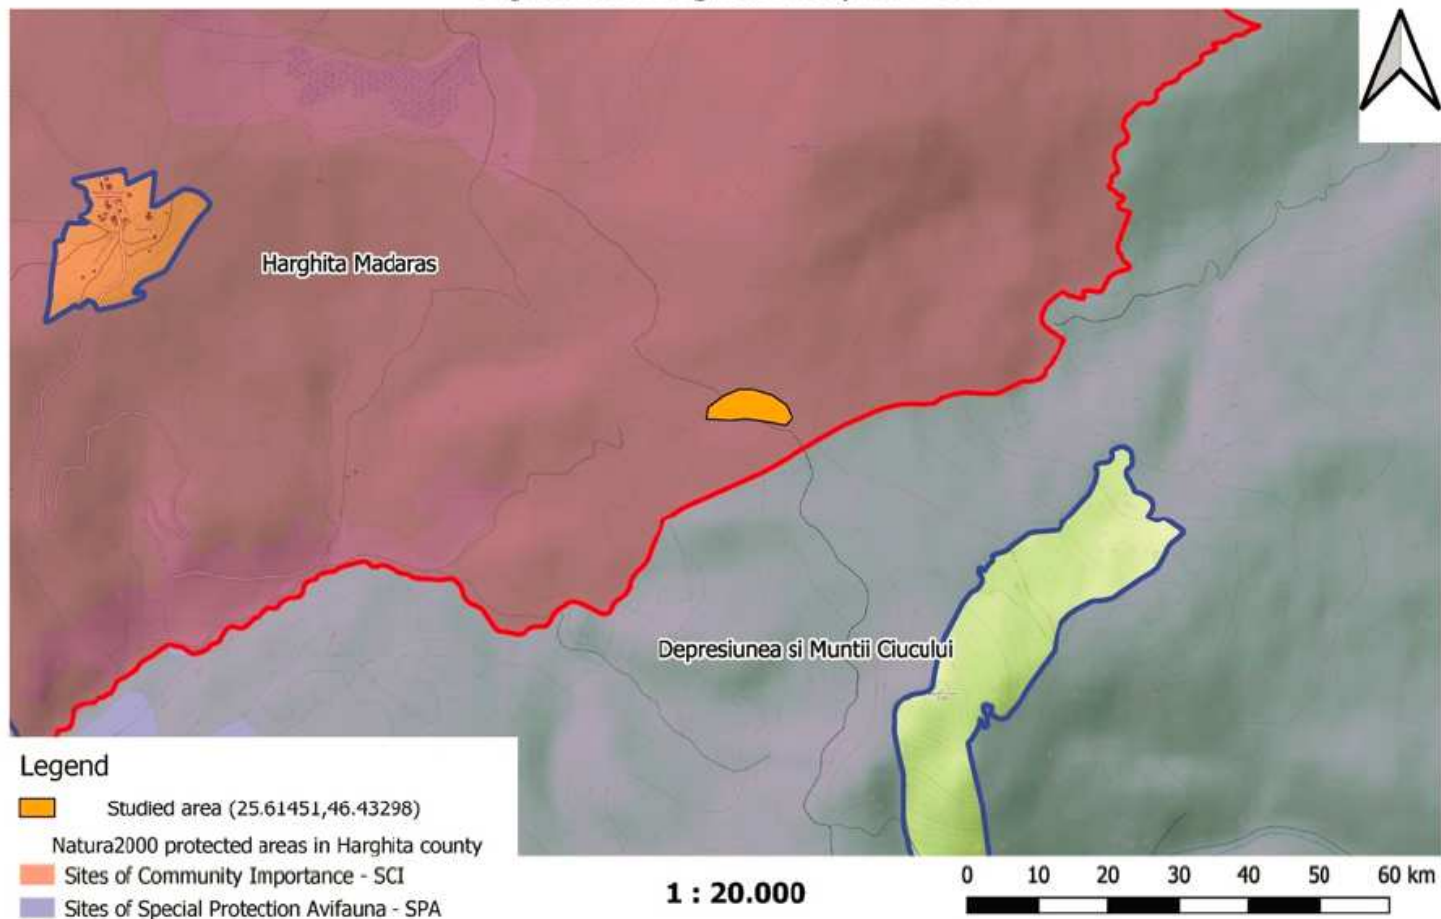 Harghita Madaras
Depresiunea si Muntii Ciucului
Legend
Studied area (25.61451,46.43298)
Natura2000 protected areas in Harghita county
Sites of Community Importance - SCI
Sites of Special Protection Avifauna - SPA
1 : 20.000
0 10 20 30 40 50 60 km